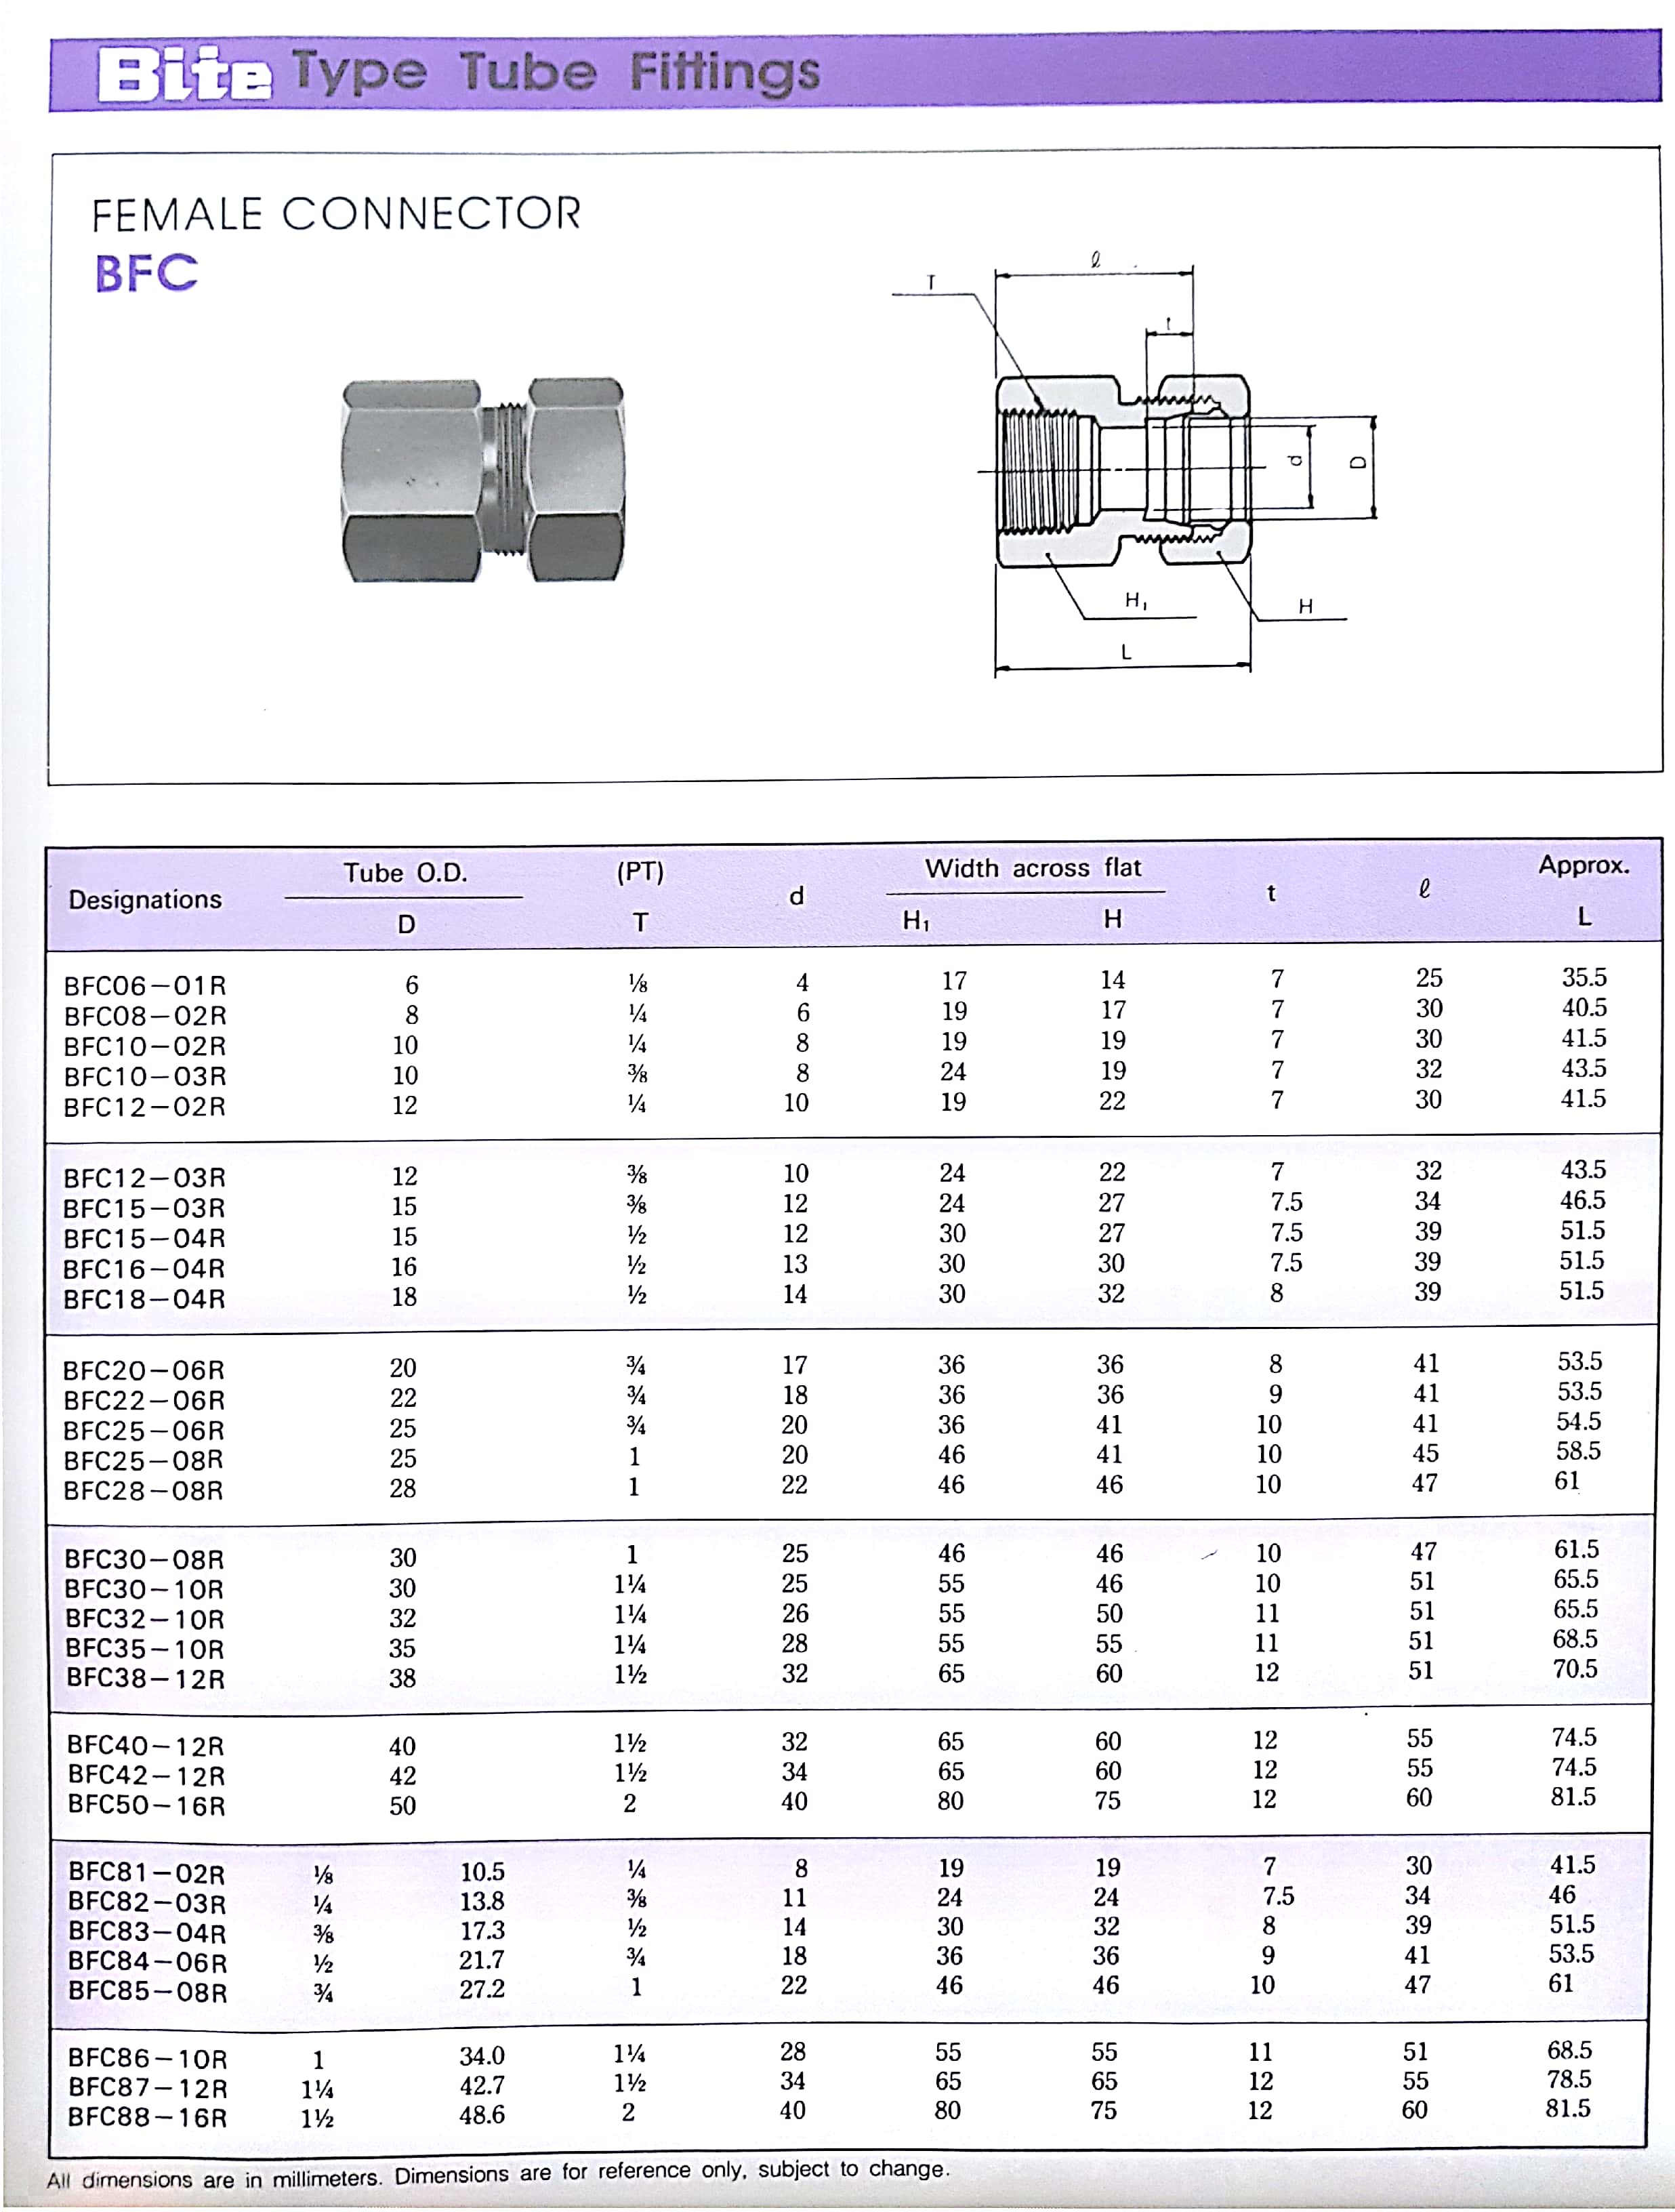 Bite Type Tube Fittings
FEMALE CONNECTOR
BFC
ℓ
T
t
d
D
H₁
H
L
Designations Tube O.D. D (PT) T d Width across flat H₁ H t ℓ Approx. L
BFC06-01R 6 ⅛ 4 17 14 7 25 35.5
BFC08-02R 8 ¼ 6 19 17 7 30 40.5
BFC10-02R 10 ¼ 8 19 19 7 30 41.5
BFC10-03R 10 ⅜ 8 24 19 7 32 43.5
BFC12-02R 12 ¼ 10 19 22 7 30 41.5
BFC12-03R 12 ⅜ 10 24 22 7 32 43.5
BFC15-03R 15 ⅜ 12 24 27 7.5 34 46.5
BFC15-04R 15 ½ 12 30 27 7.5 39 51.5
BFC16-04R 16 ½ 13 30 30 7.5 39 51.5
BFC18-04R 18 ½ 14 30 32 8 39 51.5
BFC20-06R 20 ¾ 17 36 36 8 41 53.5
BFC22-06R 22 ¾ 18 36 36 9 41 53.5
BFC25-06R 25 ¾ 20 36 41 10 41 54.5
BFC25-08R 25 1 20 46 41 10 45 58.5
BFC28-08R 28 1 22 46 46 10 47 61
BFC30-08R 30 1 25 46 46 10 47 61.5
BFC30-10R 30 1¼ 25 55 46 10 51 65.5
BFC32-10R 32 1¼ 26 55 50 11 51 65.5
BFC35-10R 35 1¼ 28 55 55 11 51 68.5
BFC38-12R 38 1½ 32 65 60 12 51 70.5
BFC40-12R 40 1½ 32 65 60 12 55 74.5
BFC42-12R 42 1½ 34 65 60 12 55 74.5
BFC50-16R 50 2 40 80 75 12 60 81.5
BFC81-02R ⅛ 10.5 ¼ 8 19 19 7 30 41.5
BFC82-03R ¼ 13.8 ⅜ 11 24 24 7.5 34 46
BFC83-04R ⅜ 17.3 ½ 14 30 32 8 39 51.5
BFC84-06R ½ 21.7 ¾ 18 36 36 9 41 53.5
BFC85-08R ¾ 27.2 1 22 46 46 10 47 61
BFC86-10R 1 34.0 1¼ 28 55 55 11 51 68.5
BFC87-12R 1¼ 42.7 1½ 34 65 65 12 55 78.5
BFC88-16R 1½ 48.6 2 40 80 75 12 60 81.5
All dimensions are in millimeters. Dimensions are for reference only, subject to change.